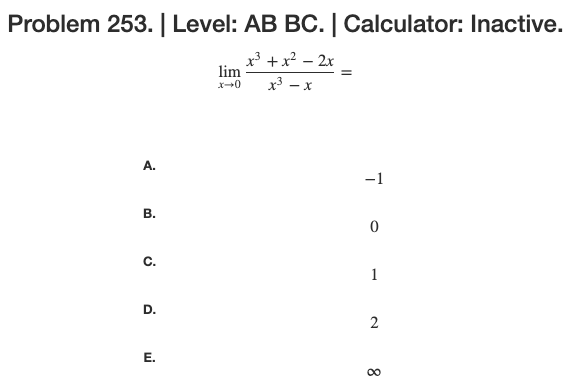 Problem 253. | Level: AB BC. | Calculator: Inactive.
lim x→0 (x³ + x² − 2x)/(x³ − x) =
A. −1
B. 0
C. 1
D. 2
E. ∞